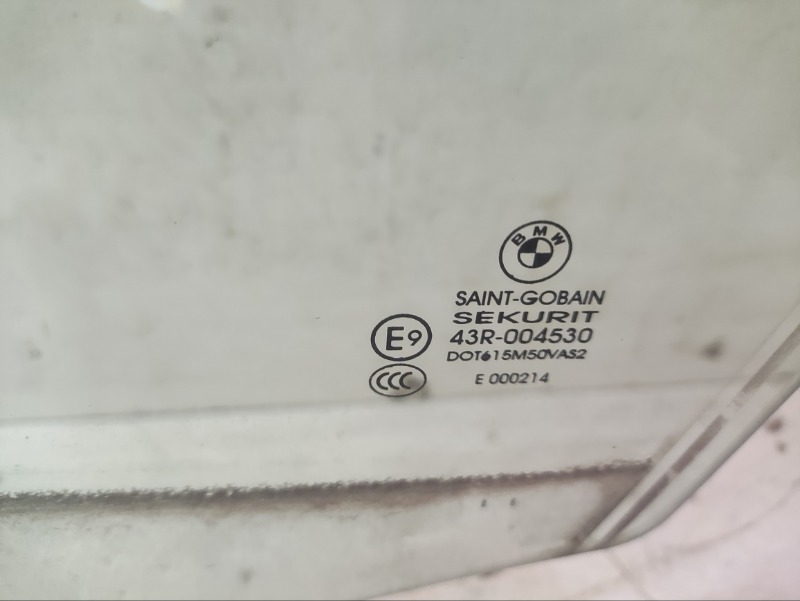 BMW
SAINT-GOBAIN
SEKURIT
E9 43R-004530
DOT615M50VAS2
CCC E 000214